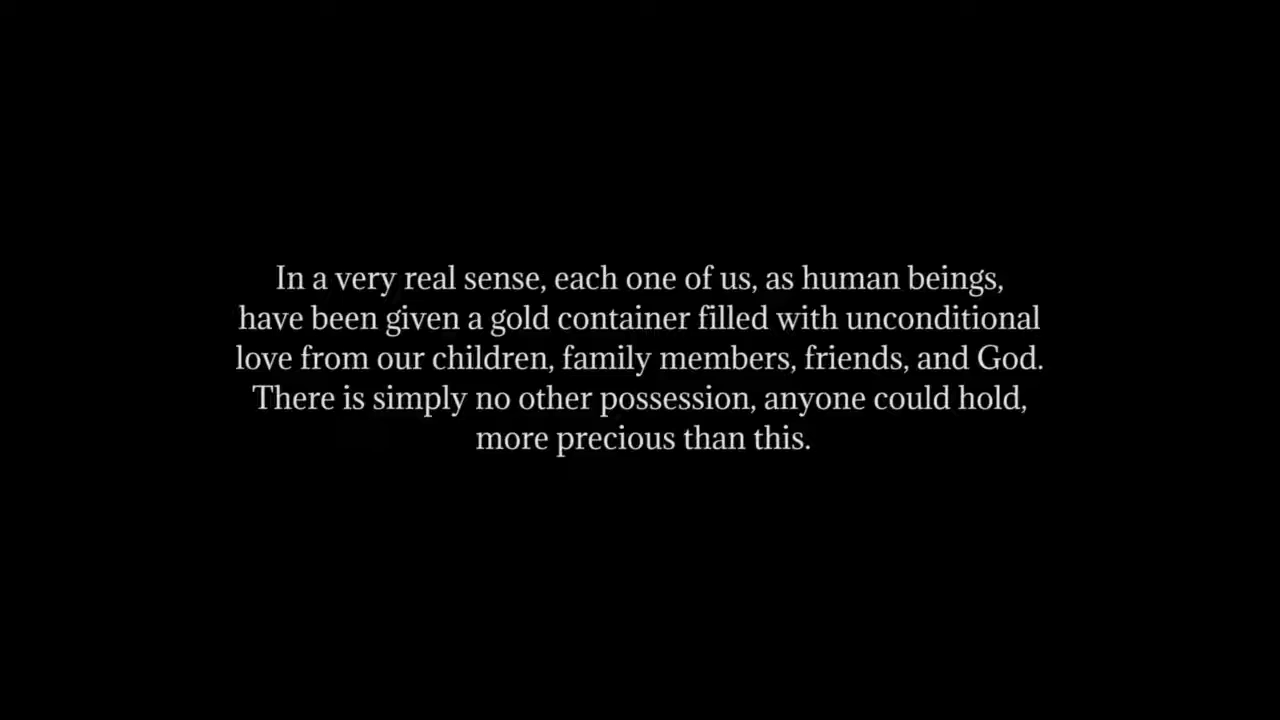 In a very real sense, each one of us, as human beings,
have been given a gold container filled with unconditional
love from our children, family members, friends, and God.
There is simply no other possession, anyone could hold,
more precious than this.